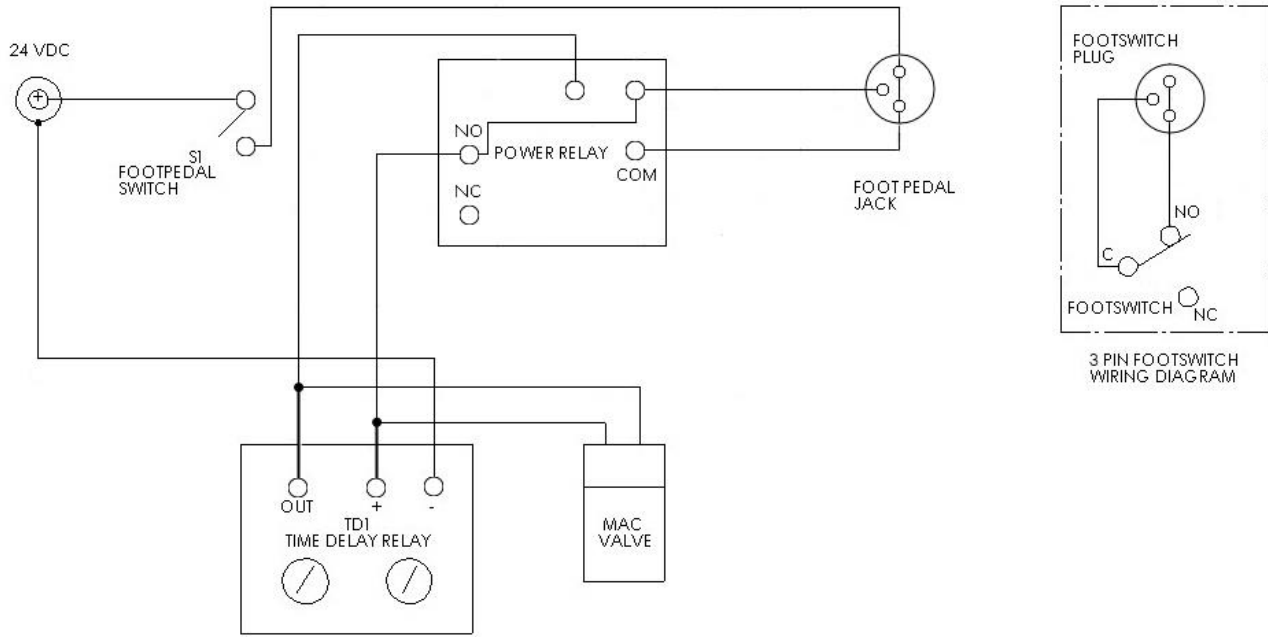 24 VDC
+
S1
FOOTPEDAL
SWITCH
NO
POWER RELAY
COM
NC
FOOT PEDAL
JACK
FOOTSWITCH
PLUG
NO
C
FOOTSWITCH
NC
3 PIN FOOTSWITCH
WIRING DIAGRAM
OUT
+
-
TD1
TIME DELAY RELAY
MAC
VALVE